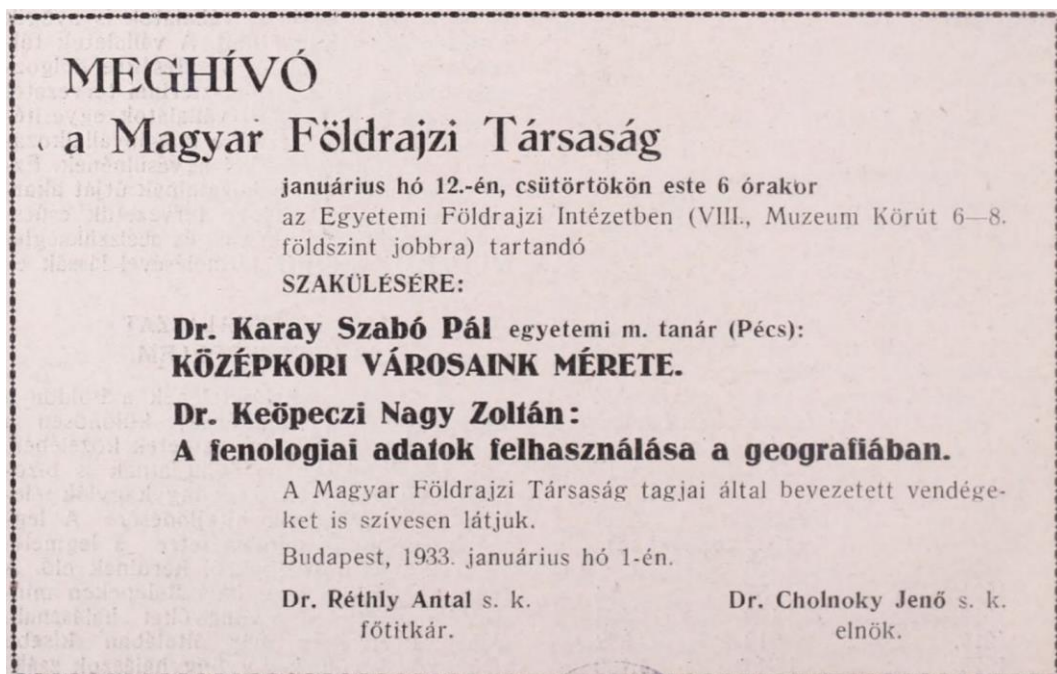 MEGHÍVÓ
a Magyar Földrajzi Társaság
januárius hó 12.-én, csütörtökön este 6 órakor
az Egyetemi Földrajzi Intézetben (VIII., Muzeum Körút 6—8.
földszint jobbra) tartandó
SZAKÜLÉSÉRE:
Dr. Karay Szabó Pál egyetemi m. tanár (Pécs):
KÖZÉPKORI VÁROSAINK MÉRETE.
Dr. Keöpeczi Nagy Zoltán:
A fenologiai adatok felhasználása a geografiában.
A Magyar Földrajzi Társaság tagjai által bevezetett vendége-
ket is szívesen látjuk.
Budapest, 1933. januárius hó 1-én.
Dr. Réthly Antal s. k. Dr. Cholnoky Jenő s. k.
főtitkár. elnök.